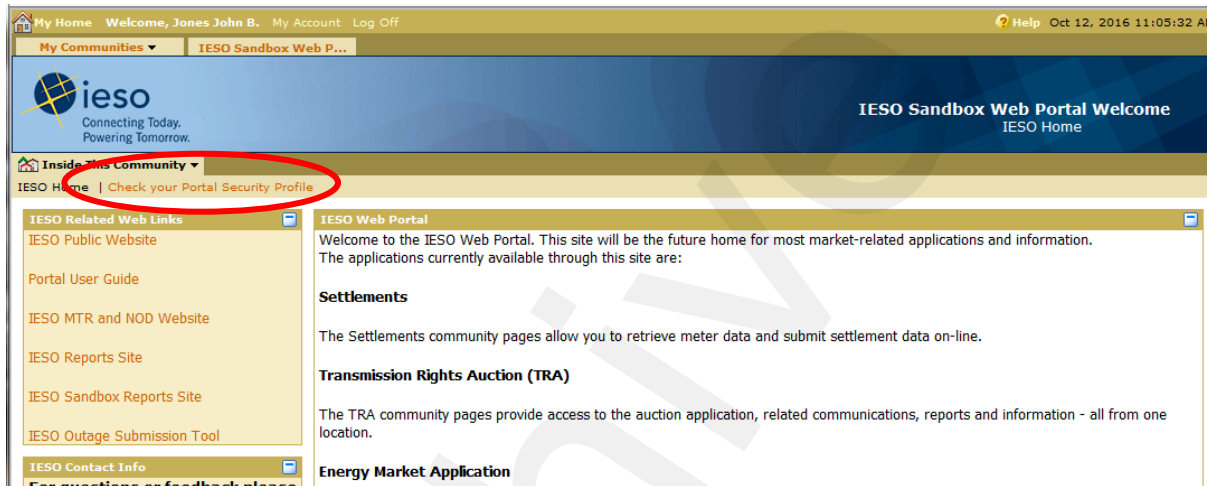 My Home Welcome, Jones John B. My Account Log Off
Help Oct 12, 2016 11:05:32 A
My Communities
IESO Sandbox Web P...
ieso
Connecting Today.
Powering Tomorrow.
IESO Sandbox Web Portal Welcome
IESO Home
Inside This Community
IESO Home | Check your Portal Security Profile
IESO Related Web Links
IESO Public Website
Portal User Guide
IESO MTR and NOD Website
IESO Reports Site
IESO Sandbox Reports Site
IESO Outage Submission Tool
IESO Contact Info
For questions or feedback please
IESO Web Portal
Welcome to the IESO Web Portal. This site will be the future home for most market-related applications and information.
The applications currently available through this site are:
Settlements
The Settlements community pages allow you to retrieve meter data and submit settlement data on-line.
Transmission Rights Auction (TRA)
The TRA community pages provide access to the auction application, related communications, reports and information - all from one
location.
Energy Market Application